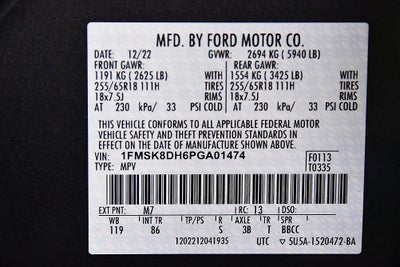 MFD. BY FORD MOTOR CO.
DATE: 12/22 GVWR: 2694 KG ( 5940 LB)
FRONT GAWR: REAR GAWR:
1191 KG ( 2625 LB) WITH 1554 KG ( 3425 LB) WITH
255/65R18 111H TIRES 255/65R18 111H TIRES
18x7.5J RIMS 18x7.5J RIMS
AT 230 kPa/ 33 PSI COLD AT 230 kPa/ 33 PSI COLD
THIS VEHICLE CONFORMS TO ALL APPLICABLE FEDERAL MOTOR
VEHICLE SAFETY AND THEFT PREVENTION STANDARDS IN
EFFECT ON THE DATE OF MANUFACTURE SHOWN ABOVE.
VIN: 1FMSK8DH6PGA01474 F0113
TYPE: MPV T0335
EXT PNT: M7 RC: 13 DSO:
WB BRK INT TR TP/PS R AXLE TR SPR
119 86 S 3B T BBCC
1202212041935 UTC 5U5A-1520472-BA